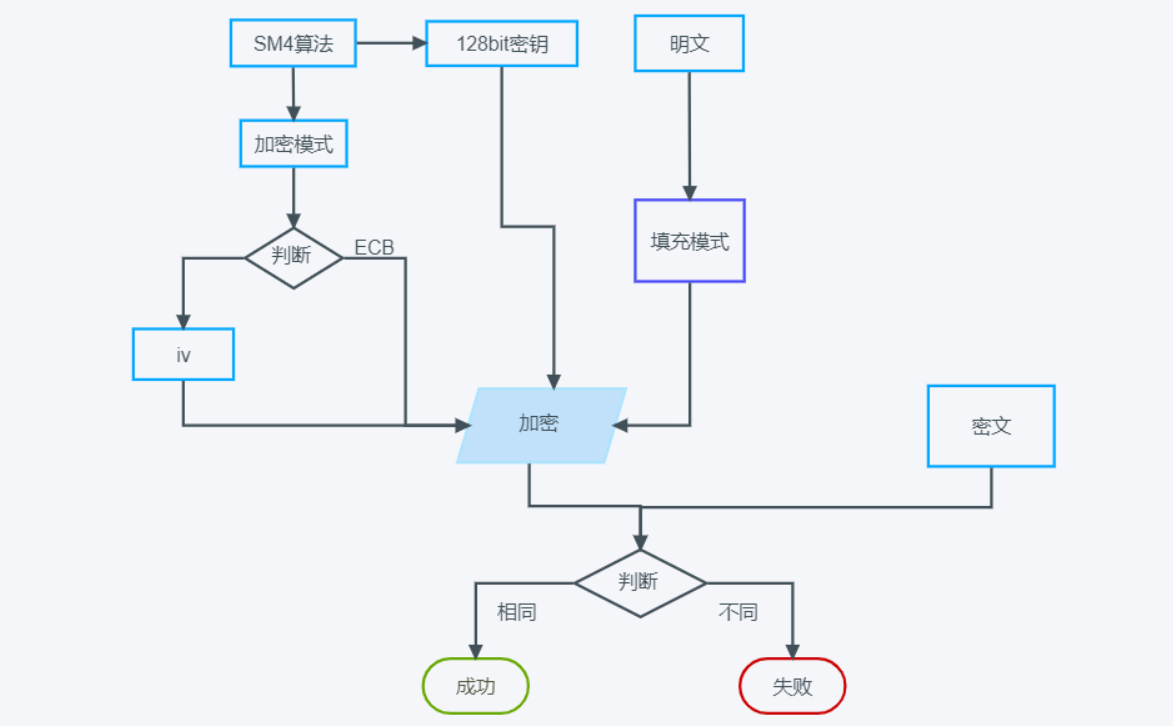 SM4算法
128bit密钥
明文
加密模式
判断
ECB
填充模式
iv
加密
密文
判断
相同
不同
成功
失败